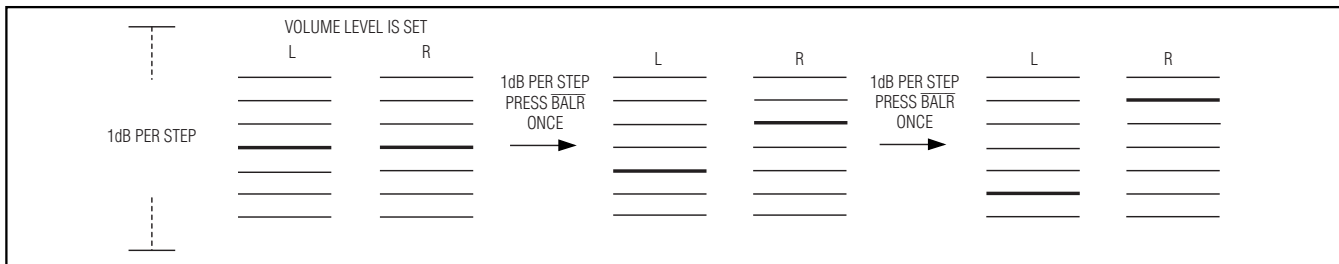 VOLUME LEVEL IS SET
L R
1dB PER STEP
1dB PER STEP
PRESS BALR
ONCE
L R
1dB PER STEP
PRESS BALR
ONCE
L R